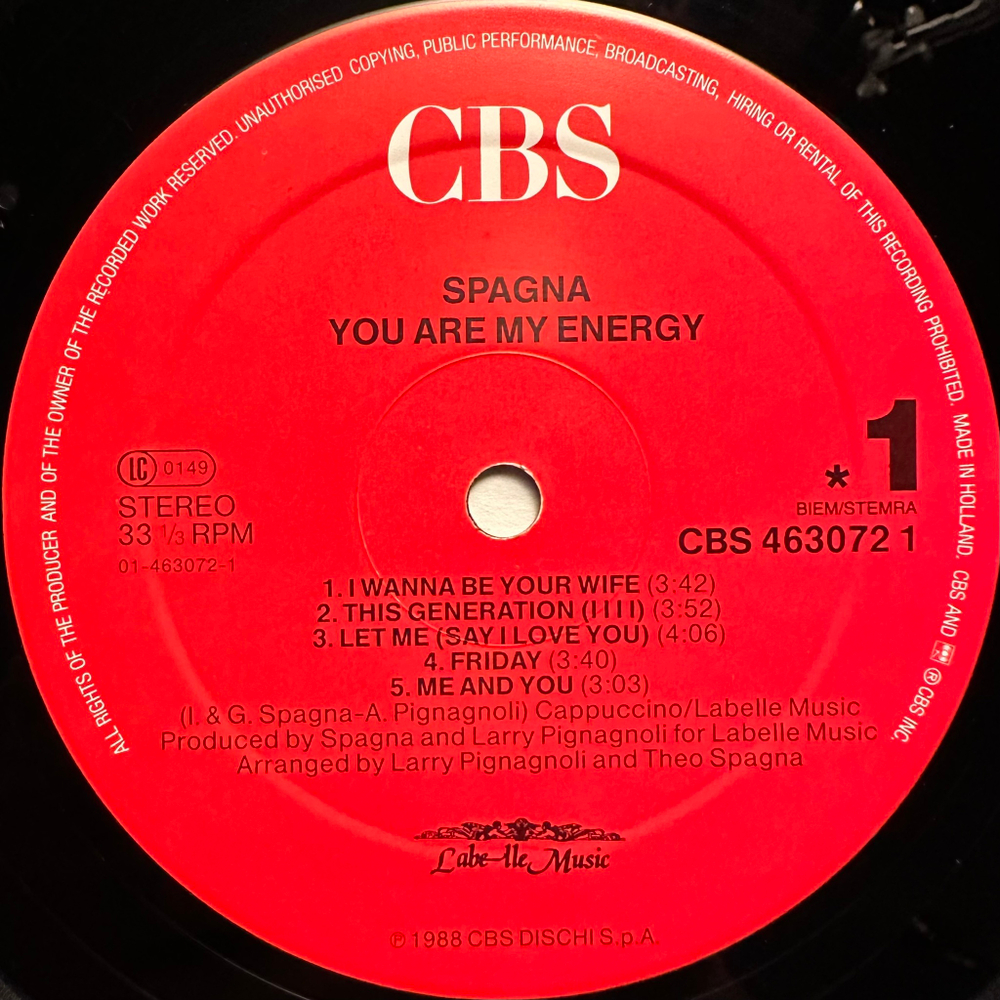 ALL RIGHTS OF THE PRODUCER AND OF THE OWNER OF THE RECORDED WORK RESERVED. UNAUTHORISED COPYING, PUBLIC PERFORMANCE, BROADCASTING, HIRING OR RENTAL OF THIS RECORDING PROHIBITED. MADE IN HOLLAND. CBS AND ℗ CBS INC.
CBS
SPAGNA
YOU ARE MY ENERGY
1
*
LC 0149
STEREO
33 1/3 RPM
01-463072-1
BIEM/STEMRA
CBS 463072 1
1. I WANNA BE YOUR WIFE (3:42)
2. THIS GENERATION (I I I I) (3:52)
3. LET ME (SAY I LOVE YOU) (4:06)
4. FRIDAY (3:40)
5. ME AND YOU (3:03)
(I. & G. Spagna-A. Pignagnoli) Cappuccino/Labelle Music
Produced by Spagna and Larry Pignagnoli for Labelle Music
Arranged by Larry Pignagnoli and Theo Spagna
Labelle Music
℗ 1988 CBS DISCHI S.p.A.